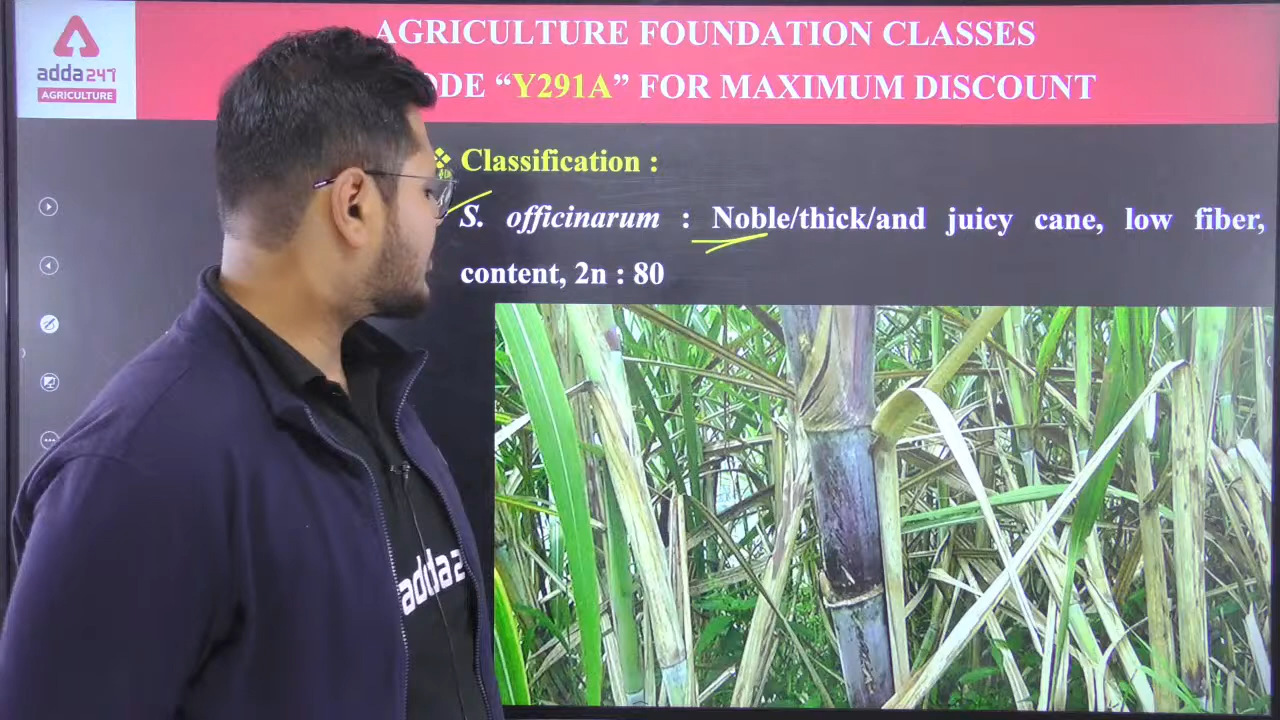 AGRICULTURE FOUNDATION CLASSES
DE “Y291A” FOR MAXIMUM DISCOUNT
adda247
AGRICULTURE
❖ Classification :
S. officinarum : Noble/thick/and juicy cane, low fiber,
content, 2n : 80
adda2